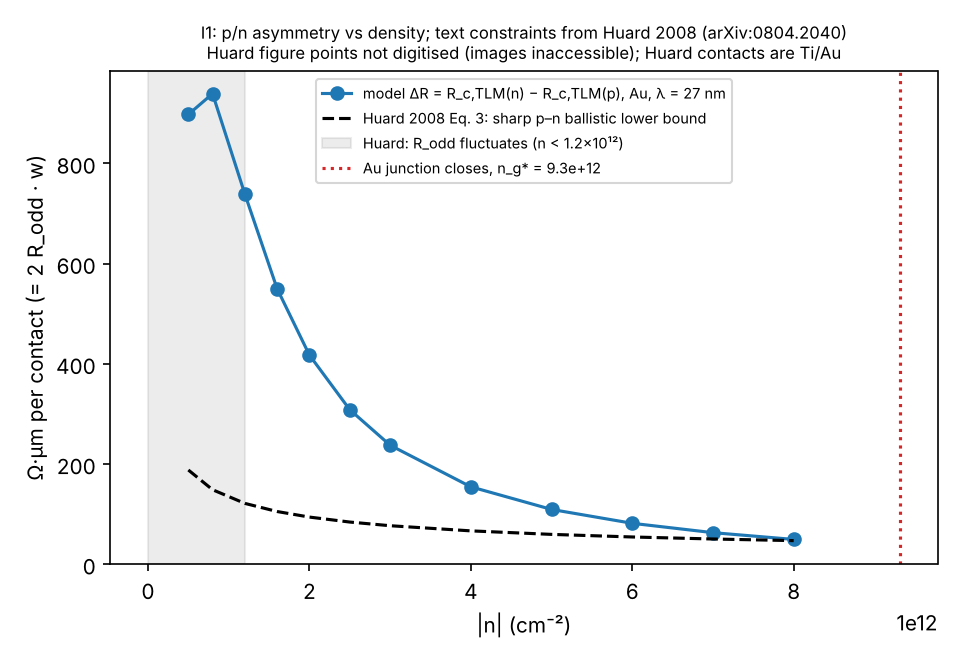 I1: p/n asymmetry vs density; text constraints from Huard 2008 (arXiv:0804.2040)
Huard figure points not digitised (images inaccessible); Huard contacts are Ti/Au
model ΔR = R_c,TLM(n) − R_c,TLM(p), Au, λ = 27 nm
Huard 2008 Eq. 3: sharp p–n ballistic lower bound
Huard: R_odd fluctuates (n < 1.2×10¹²)
Au junction closes, n_g* = 9.3e+12
Ω·μm per contact (= 2 R_odd · w)
800
600
400
200
0
0 2 4 6 8
1e12
|n| (cm⁻²)